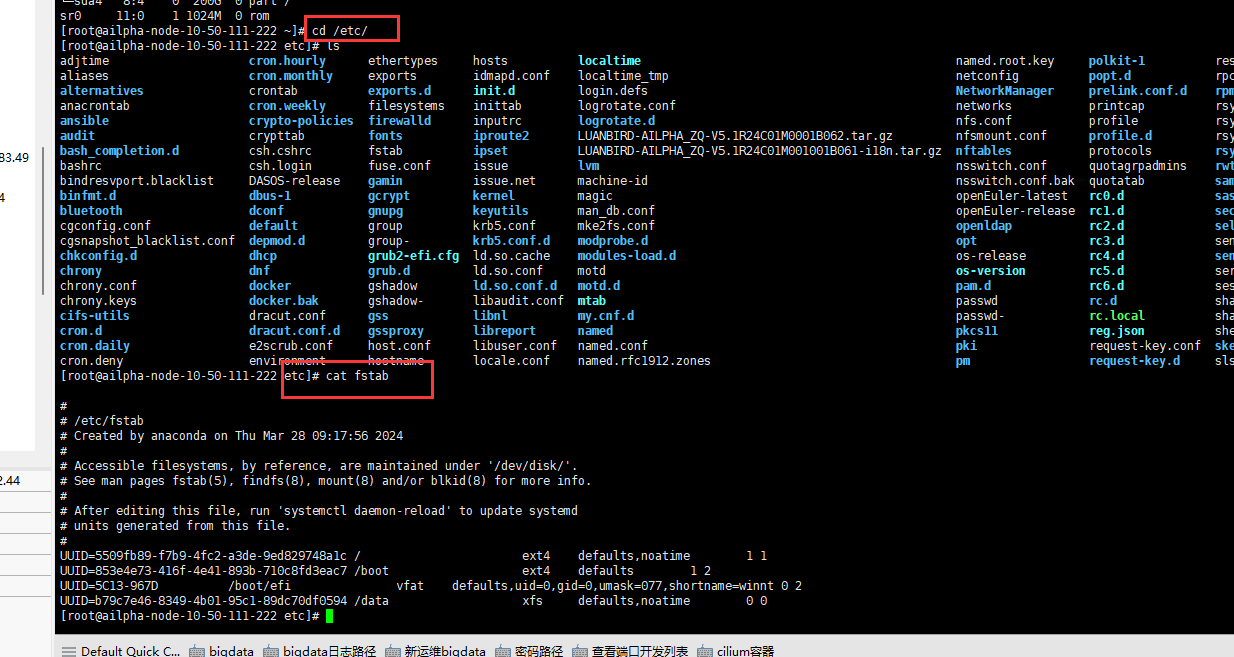 └─sda4 8:4 0 200G 0 part /
sr0 11:0 1 1024M 0 rom
[root@ailpha-node-10-50-111-222 ~]# cd /etc/
[root@ailpha-node-10-50-111-222 etc]# ls
adjtime cron.hourly ethertypes hosts localtime named.root.key polkit-1 res
aliases cron.monthly exports idmapd.conf localtime_tmp netconfig popt.d rpc
alternatives crontab exports.d init.d login.defs NetworkManager prelink.conf.d rpm
anacrontab cron.weekly filesystems inittab logrotate.conf networks printcap rsy
ansible crypto-policies firewalld inputrc logrotate.d nfs.conf profile rsy
audit crypttab fonts iproute2 LUANBIRD-AILPHA_ZQ-V5.1R24C01M0001B062.tar.gz nfsmount.conf profile.d rsy
bash_completion.d csh.cshrc fstab ipset LUANBIRD-AILPHA_ZQ-V5.1R24C01M001001B061-i18n.tar.gz nftables protocols rsy
bashrc csh.login fuse.conf issue lvm nsswitch.conf quotagrpadmins rwt
bindresvport.blacklist DASOS-release gamin issue.net machine-id nsswitch.conf.bak quotatab sam
binfmt.d dbus-1 gcrypt kernel magic openEuler-latest rc0.d sas
bluetooth dconf gnupg keyutils man_db.conf openEuler-release rc1.d sec
cgconfig.conf default group krb5.conf mke2fs.conf openldap rc2.d sel
cgsnapshot_blacklist.conf depmod.d group- krb5.conf.d modprobe.d opt rc3.d ser
chkconfig.d dhcp grub2-efi.cfg ld.so.cache modules-load.d os-release rc4.d ser
chrony dnf grub.d ld.so.conf motd os-version rc5.d ser
chrony.conf docker gshadow ld.so.conf.d motd.d pam.d rc6.d ses
chrony.keys docker.bak gshadow- libaudit.conf mtab passwd rc.d sha
cifs-utils dracut.conf gss libnl my.cnf.d passwd- rc.local sha
cron.d dracut.conf.d gssproxy libreport named pkcs11 reg.json she
cron.daily e2scrub.conf host.conf libuser.conf named.conf pki request-key.conf ske
cron.deny environment hostname locale.conf named.rfc1912.zones pm request-key.d sls
[root@ailpha-node-10-50-111-222 etc]# cat fstab
#
# /etc/fstab
# Created by anaconda on Thu Mar 28 09:17:56 2024
#
# Accessible filesystems, by reference, are maintained under '/dev/disk/'.
# See man pages fstab(5), findfs(8), mount(8) and/or blkid(8) for more info.
#
# After editing this file, run 'systemctl daemon-reload' to update systemd
# units generated from this file.
#
UUID=5509fb89-f7b9-4fc2-a3de-9ed829748a1c / ext4 defaults,noatime 1 1
UUID=853e4e73-416f-4e41-893b-710c8fd3eac7 /boot ext4 defaults 1 2
UUID=5C13-967D /boot/efi vfat defaults,uid=0,gid=0,umask=077,shortname=winnt 0 2
UUID=b79c7e46-8349-4b01-95c1-89dc70df0594 /data xfs defaults,noatime 0 0
[root@ailpha-node-10-50-111-222 etc]#
83.49
4
2.44
Default Quick C... bigdata bigdata日志路径 新运维bigdata 密码路径 查看端口开发列表 cilium容器